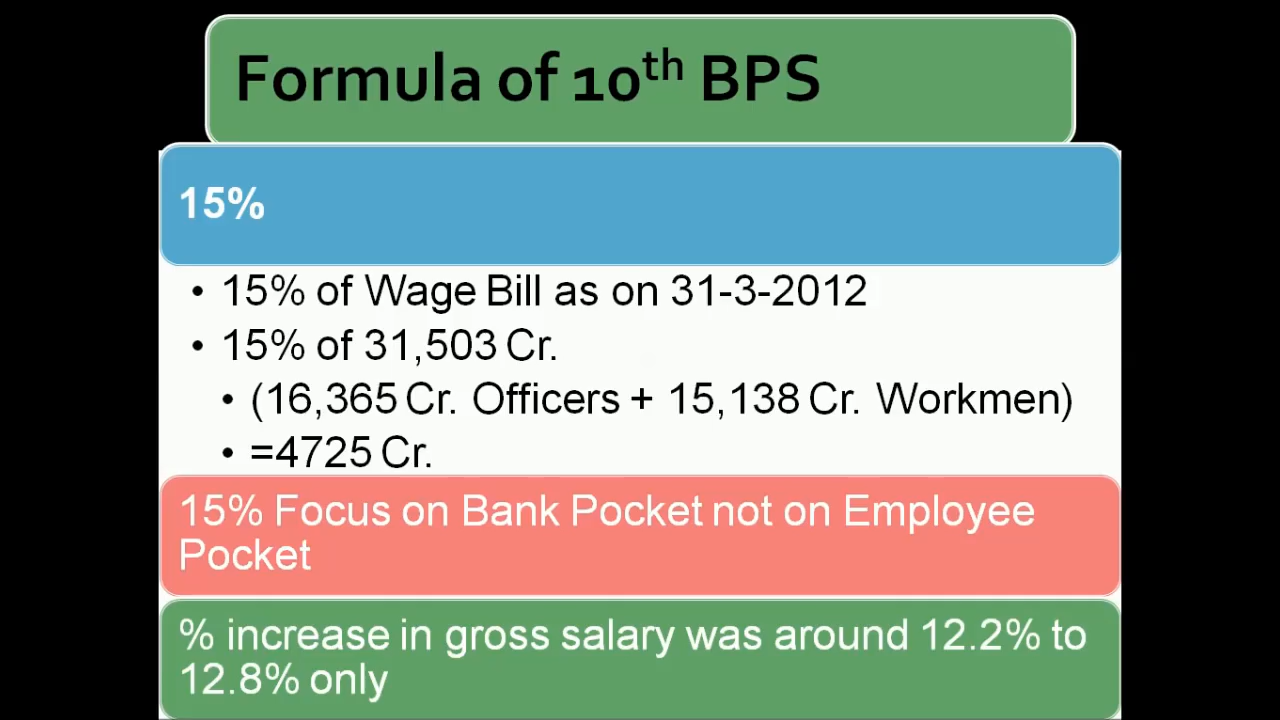 Formula of 10th BPS
15%
• 15% of Wage Bill as on 31-3-2012
• 15% of 31,503 Cr.
• (16,365 Cr. Officers + 15,138 Cr. Workmen)
• =4725 Cr.
15% Focus on Bank Pocket not on Employee
Pocket
% increase in gross salary was around 12.2% to
12.8% only